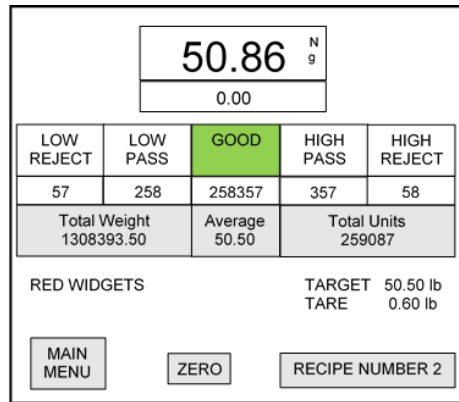 50.86 N g
0.00
LOW REJECT
LOW PASS
GOOD
HIGH PASS
HIGH REJECT
57 258 258357 357 58
Total Weight
1308393.50
Average
50.50
Total Units
259087
RED WIDGETS
TARGET 50.50 lb
TARE 0.60 lb
MAIN MENU
ZERO
RECIPE NUMBER 2